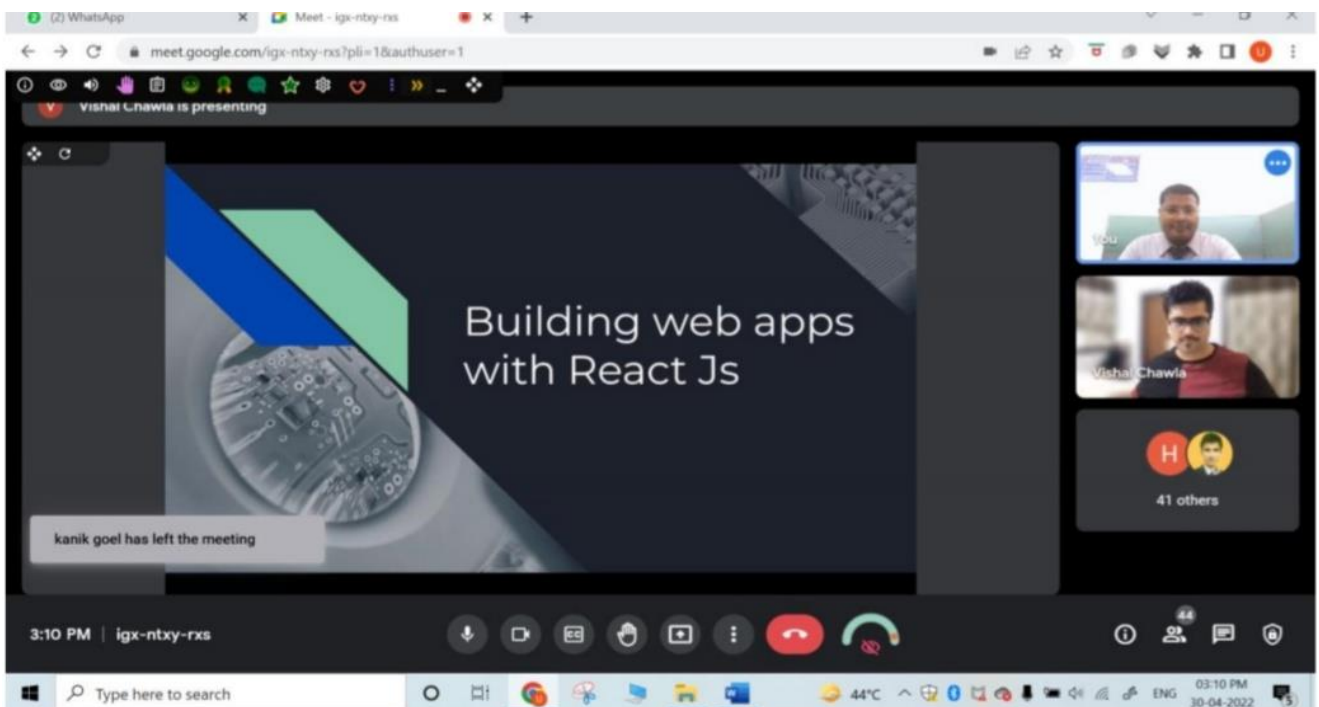 (2) WhatsApp
Meet - igx-ntxy-rxs
meet.google.com/igx-ntxy-rxs?pli=1&authuser=1
U
V
Vishal Chawla is presenting
Building web apps
with React Js
You
Vishal Chawla
H
41 others
kanik goel has left the meeting
3:10 PM | igx-ntxy-rxs
CC
44
Type here to search
44°C
ENG
03:10 PM
30-04-2022
5